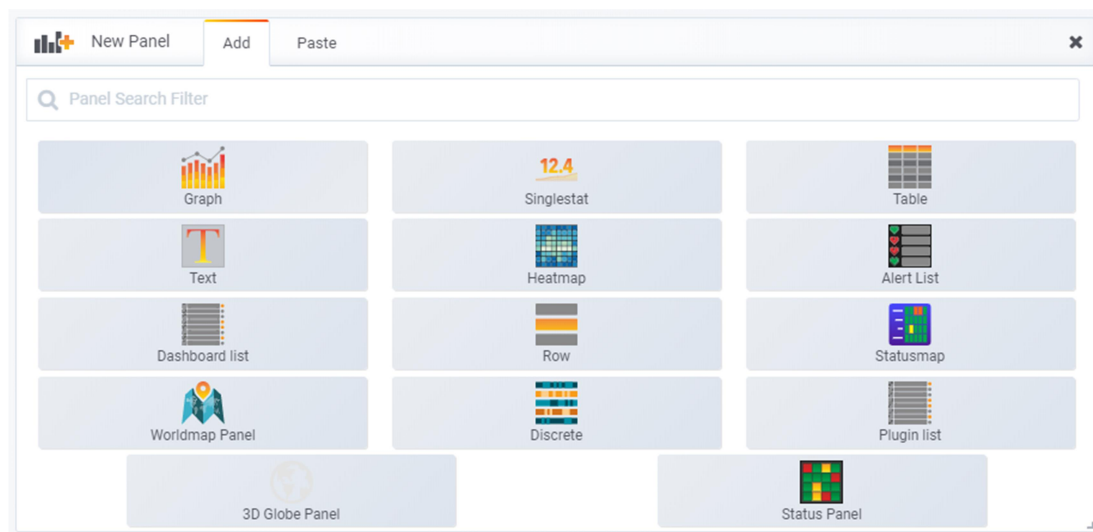 New Panel
Add
Paste
Panel Search Filter
Graph
12.4
Singlestat
Table
T
Text
Heatmap
Alert List
Dashboard list
Row
Statusmap
Worldmap Panel
Discrete
Plugin list
3D Globe Panel
Status Panel